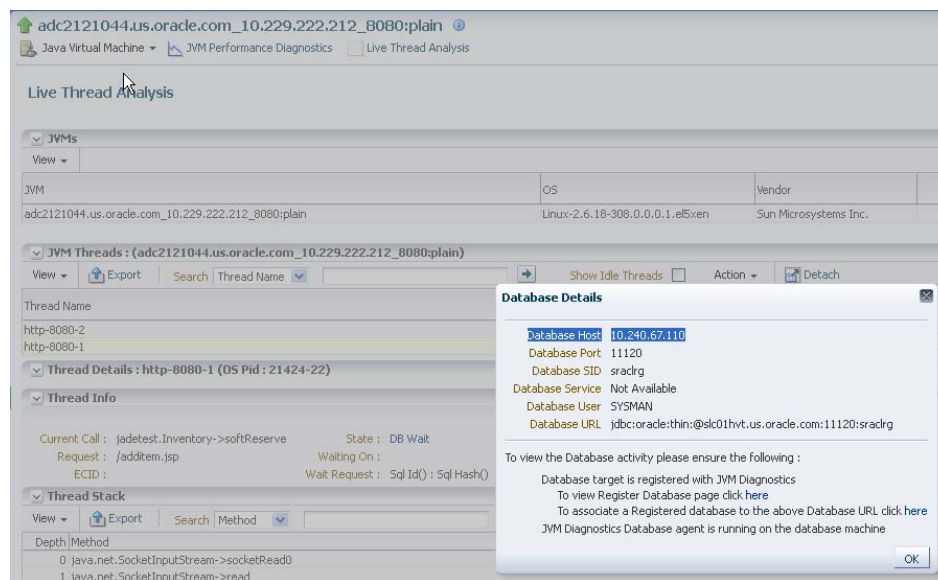 adc2121044.us.oracle.com_10.229.222.212_8080:plain
Java Virtual Machine JVM Performance Diagnostics Live Thread Analysis
Live Thread Analysis
JVMs
View
JVM OS Vendor
adc2121044.us.oracle.com_10.229.222.212_8080:plain Linux-2.6.18-308.0.0.0.1.el5xen Sun Microsystems Inc.
JVM Threads : (adc2121044.us.oracle.com_10.229.222.212_8080:plain)
View Export Search Thread Name Show Idle Threads Action Detach
Thread Name
http-8080-2
http-8080-1
Thread Details : http-8080-1 (OS Pid : 21424-22)
Thread Info
Current Call : jadetest.Inventory->softReserve State : DB Wait
Request : /additem.jsp Waiting On :
ECID : Wait Request : Sql Id() : Sql Hash()
Thread Stack
View Export Search Method
Depth Method
0 java.net.SocketInputStream->socketRead0
1 java.net.SocketInputStream->read
Database Details
Database Host 10.240.67.110
Database Port 11120
Database SID sraclrg
Database Service Not Available
Database User SYSMAN
Database URL jdbc:oracle:thin:@slc01hvt.us.oracle.com:11120:sraclrg
To view the Database activity please ensure the following :
Database target is registered with JVM Diagnostics
To view Register Database page click here
To associate a Registered database to the above Database URL click here
JVM Diagnostics Database agent is running on the database machine
OK